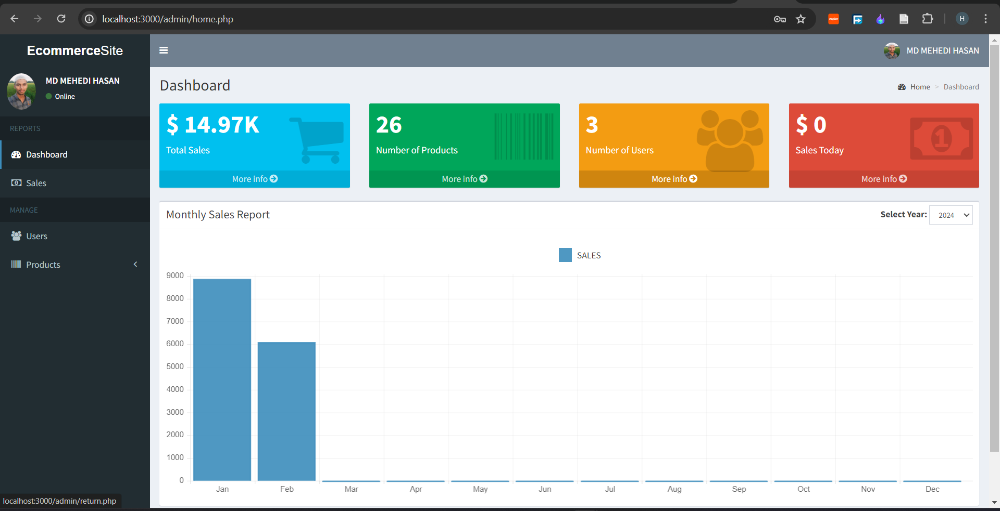 localhost:3000/admin/home.php
zapier
H
EcommerceSite
MD MEHEDI HASAN
MD MEHEDI HASAN
Online
REPORTS
Dashboard
Sales
MANAGE
Users
Products
Dashboard
Home > Dashboard
$ 14.97K
Total Sales
More info
26
Number of Products
More info
3
Number of Users
More info
$ 0
Sales Today
1
More info
Monthly Sales Report
Select Year: 2024
SALES
9000
8000
7000
6000
5000
4000
3000
2000
1000
0
Jan Feb Mar Apr May Jun Jul Aug Sep Oct Nov Dec
localhost:3000/admin/return.php